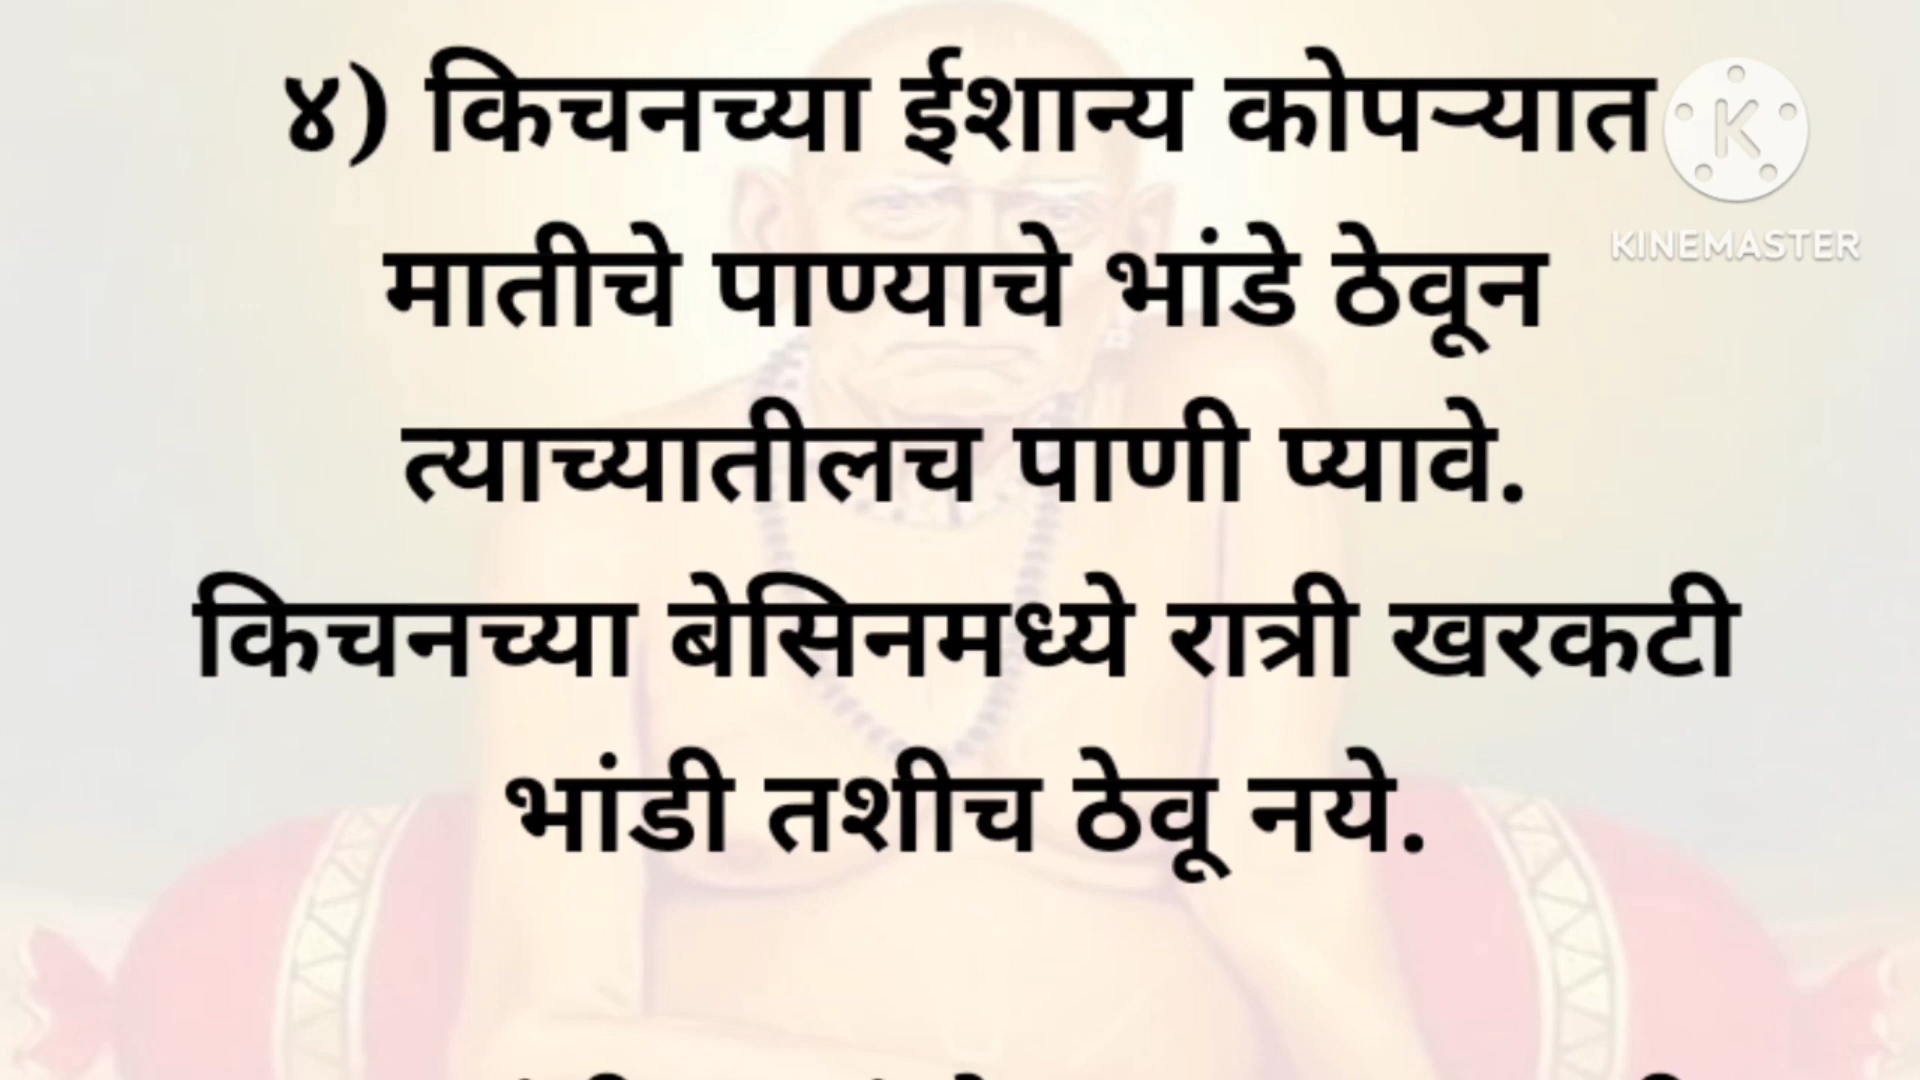 ४) किचनच्या ईशान्य कोपऱ्यात
मातीचे पाण्याचे भांडे ठेवून
त्याच्यातीलच पाणी प्यावे.
किचनच्या बेसिनमध्ये रात्री खरकटी
भांडी तशीच ठेवू नये.
K
KINEMASTER